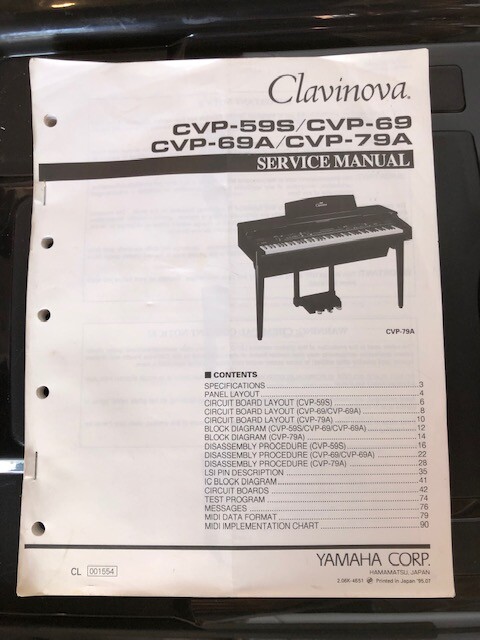 Clavinova.
CVP-59S/CVP-69
CVP-69A/CVP-79A
SERVICE MANUAL
CVP-79A
■ CONTENTS
SPECIFICATIONS ... 3
PANEL LAYOUT ... 4
CIRCUIT BOARD LAYOUT (CVP-59S) ... 6
CIRCUIT BOARD LAYOUT (CVP-69/CVP-69A) ... 8
CIRCUIT BOARD LAYOUT (CVP-79A) ... 10
BLOCK DIAGRAM (CVP-59S/CVP-69/CVP-69A) ... 12
BLOCK DIAGRAM (CVP-79A) ... 14
DISASSEMBLY PROCEDURE (CVP-59S) ... 16
DISASSEMBLY PROCEDURE (CVP-69/CVP-69A) ... 22
DISASSEMBLY PROCEDURE (CVP-79A) ... 28
LSI PIN DESCRIPTION ... 35
IC BLOCK DIAGRAM ... 41
CIRCUIT BOARDS ... 42
TEST PROGRAM ... 74
MESSAGES ... 76
MIDI DATA FORMAT ... 79
MIDI IMPLEMENTATION CHART ... 90
YAMAHA CORP.
HAMAMATSU, JAPAN
CL 001554
Printed in Japan '95.07